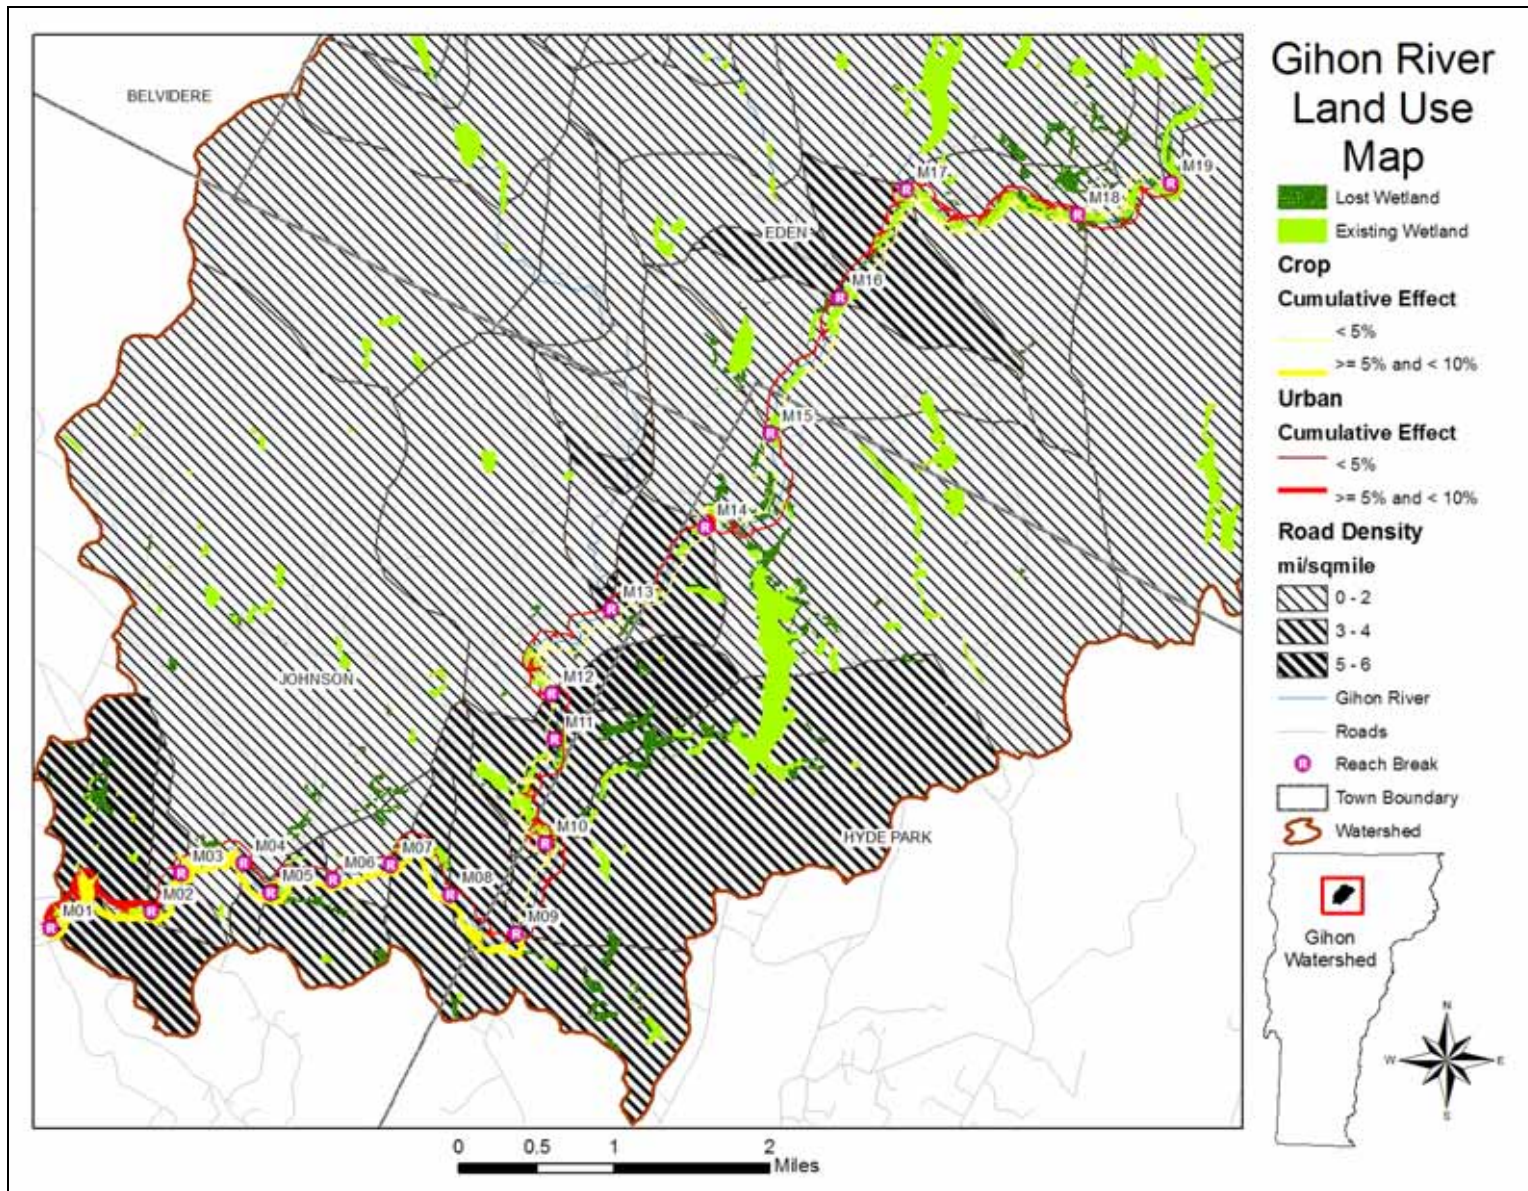 Gihon River
Land Use
Map
Lost Wetland
Existing Wetland
Crop
Cumulative Effect
< 5%
>= 5% and < 10%
Urban
Cumulative Effect
< 5%
>= 5% and < 10%
Road Density
mi/sqmile
0 - 2
3 - 4
5 - 6
Gihon River
Roads
R Reach Break
Town Boundary
Watershed
Gihon
Watershed
N
W E
S
BELVIDERE
M19
R
M17
R
M18
R
EDEN
M16
R
M15
R
M14
R
M13
R
JOHNSON
M12
R
M11
R
M10
R
HYDE PARK
M03
R
M04
R
M06
R
M07
R
M05
R
M08
R
M02
R
M01
R
M09
R
0 0.5 1 2
Miles